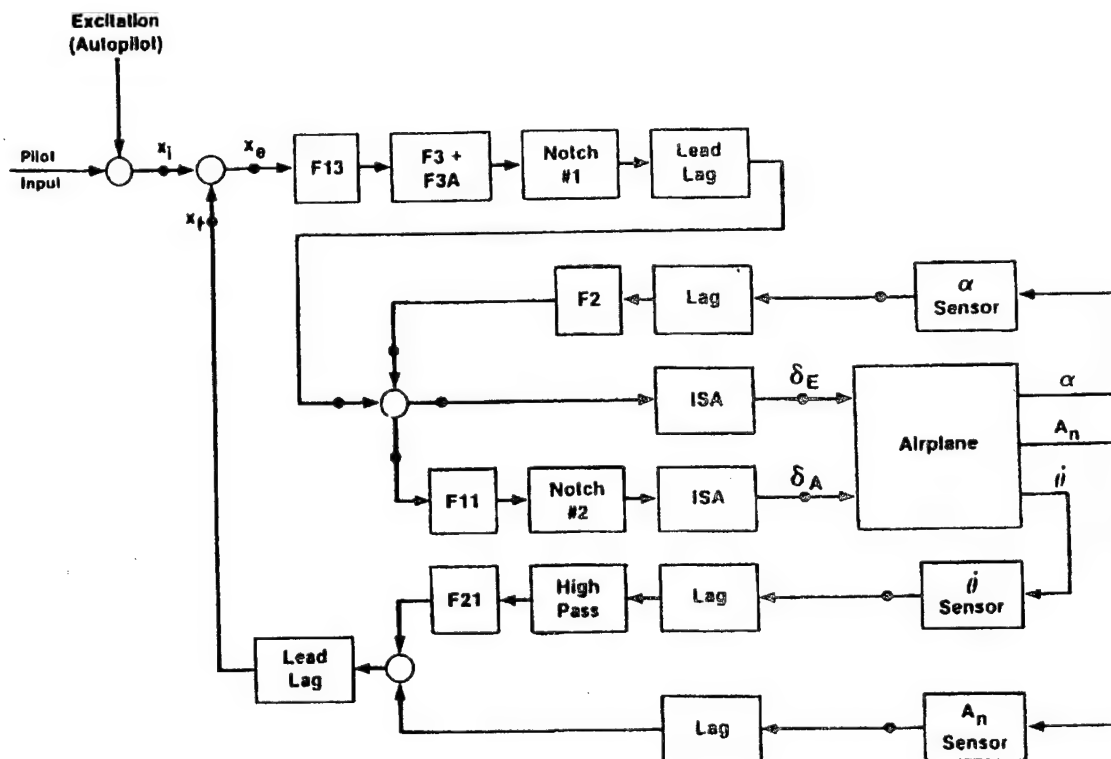 Excitation
(Autopilot)
Pilot
Input
x_i
x_e
F13
F3 +
F3A
Notch
#1
Lead
Lag
x_f
F2
Lag
α
Sensor
ISA
δ_E
Airplane
α
A_n
F11
Notch
#2
ISA
δ_A
F21
High
Pass
Lag
Sensor
Lead
Lag
Lag
A_n
Sensor